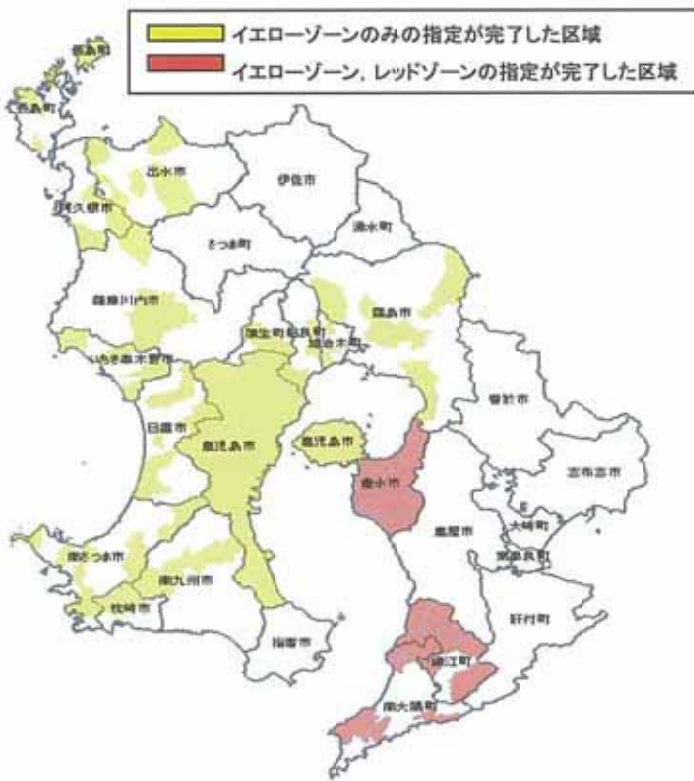 イエローゾーンのみの指定が完了した区域
イエローゾーン, レッドゾーンの指定が完了した区域
長島町
長島町
出水市
伊佐市
阿久根市
湧水町
さつま町
薩摩川内市
霧島市
蒲生町
姶良町
加治木町
いちき串木野市
曽於市
日置市
鹿児島市
鹿児島市
垂水市
志布志市
大崎町
鹿屋市
東串良町
南さつま市
南九州市
枕崎市
肝付町
指宿市
錦江町
南大隅町